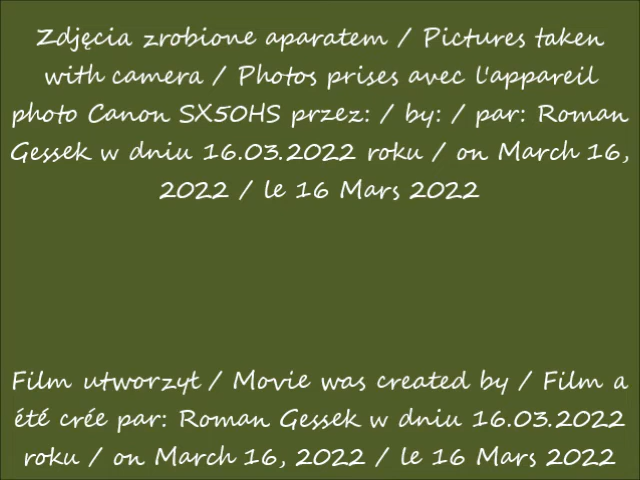 Zdjęcia zrobione aparatem / Pictures taken
with camera / Photos prises avec l'appareil
photo Canon SX50HS przez: / by: / par: Roman
Gessek w dniu 16.03.2022 roku / on March 16,
2022 / le 16 Mars 2022
Film utworzył / Movie was created by / Film a
été crée par: Roman Gessek w dniu 16.03.2022
roku / on March 16, 2022 / le 16 Mars 2022